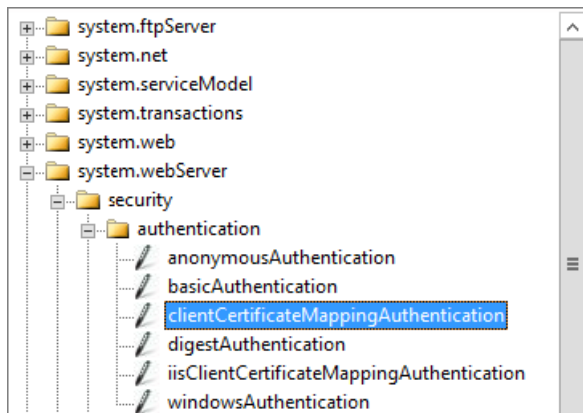 system.ftpServer
system.net
system.serviceModel
system.transactions
system.web
system.webServer
security
authentication
anonymousAuthentication
basicAuthentication
clientCertificateMappingAuthentication
digestAuthentication
iisClientCertificateMappingAuthentication
windowsAuthentication